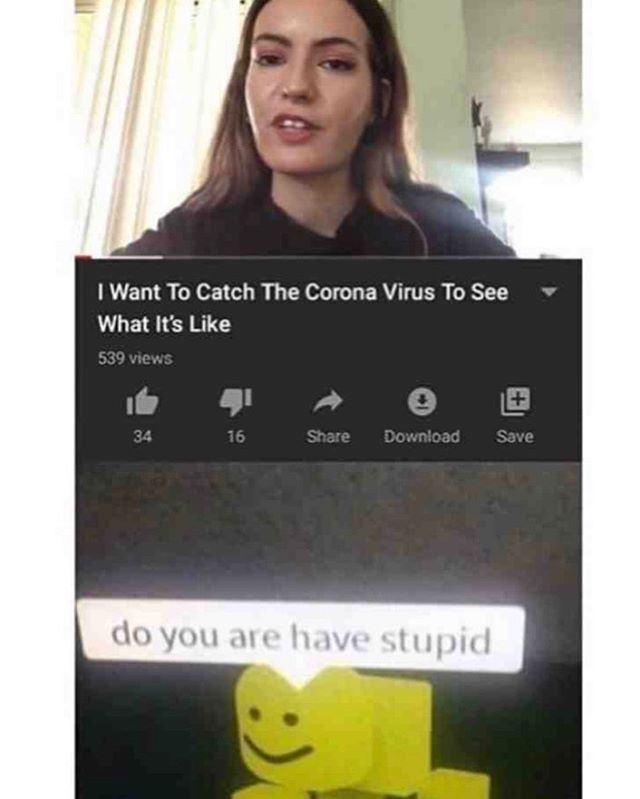 I Want To Catch The Corona Virus To See
What It's Like
539 views
34 16 Share Download Save
do you are have stupid